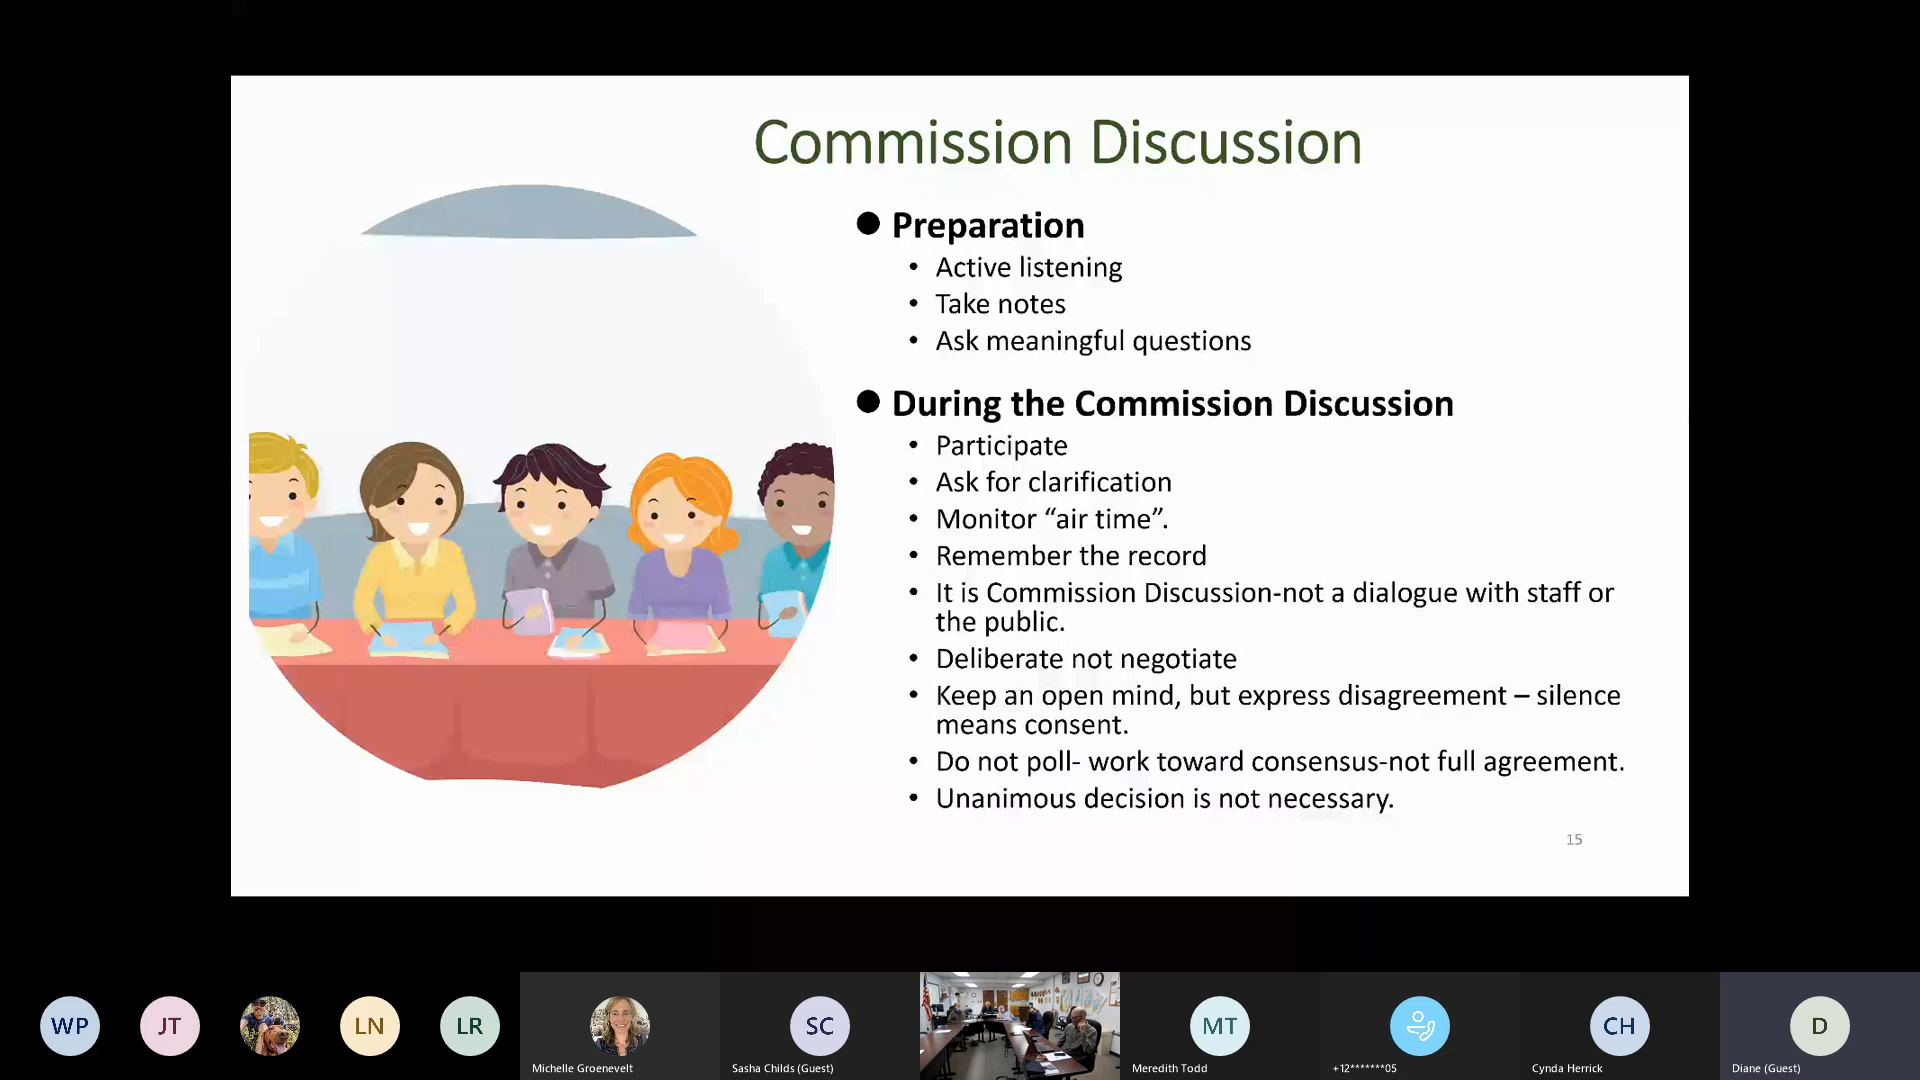 Commission Discussion
● Preparation
• Active listening
• Take notes
• Ask meaningful questions
● During the Commission Discussion
• Participate
• Ask for clarification
• Monitor “air time”.
• Remember the record
• It is Commission Discussion-not a dialogue with staff or
the public.
• Deliberate not negotiate
• Keep an open mind, but express disagreement – silence
means consent.
• Do not poll- work toward consensus-not full agreement.
• Unanimous decision is not necessary.
15
WP
JT
LN
LR
Michelle Groenevelt
SC
Sasha Childs (Guest)
MT
Meredith Todd
+12*******05
CH
Cynda Herrick
D
Diane (Guest)